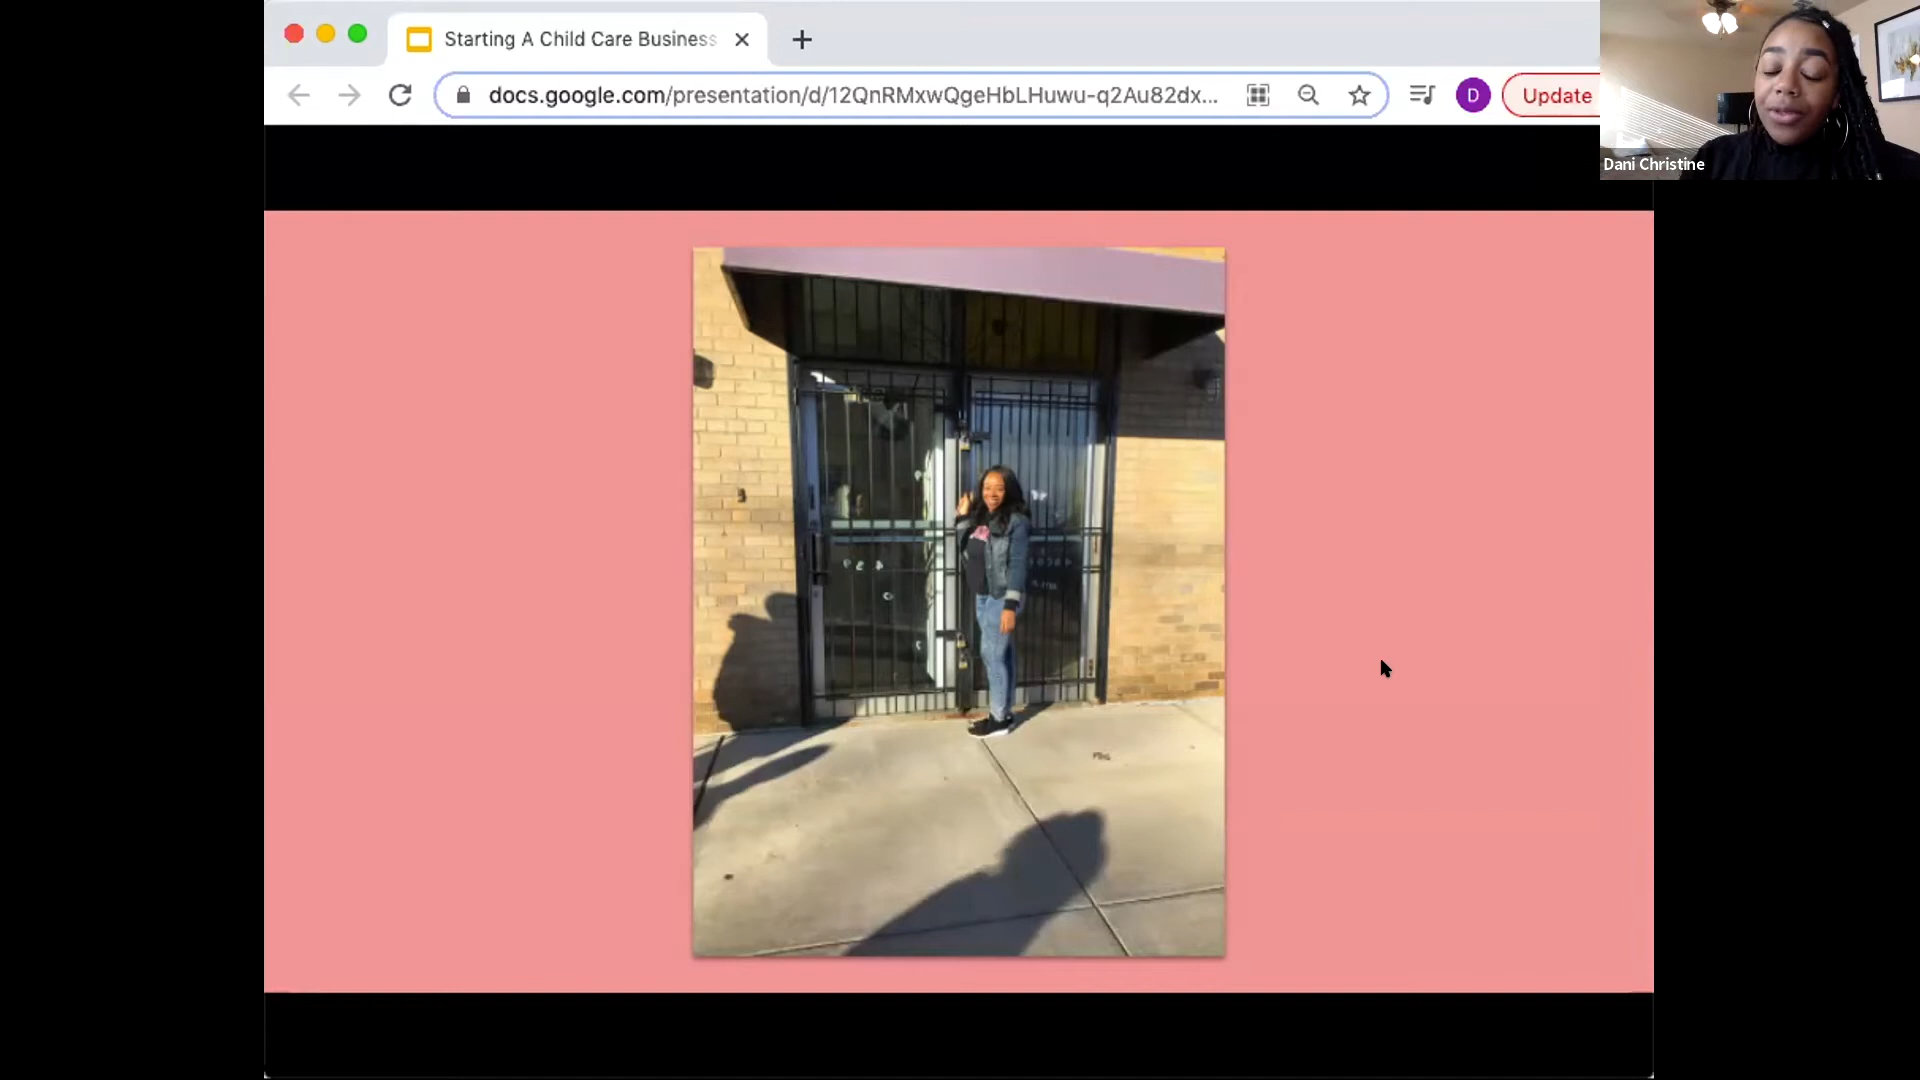 Starting A Child Care Business
docs.google.com/presentation/d/12QnRMxwQgeHbLHuwu-q2Au82dx...
D
Update
Dani Christine